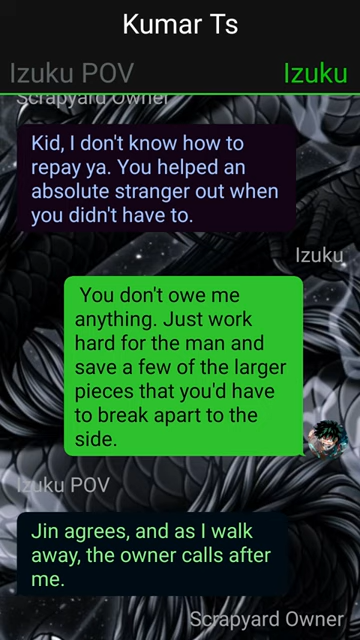 Kumar Ts
Izuku POV
Izuku
Scrapyard Owner
Kid, I don't know how to
repay ya. You helped an
absolute stranger out when
you didn't have to.
Izuku
You don't owe me
anything. Just work
hard for the man and
save a few of the larger
pieces that you'd have
to break apart to the
side.
Izuku POV
Jin agrees, and as I walk
away, the owner calls after
me.
Scrapyard Owner